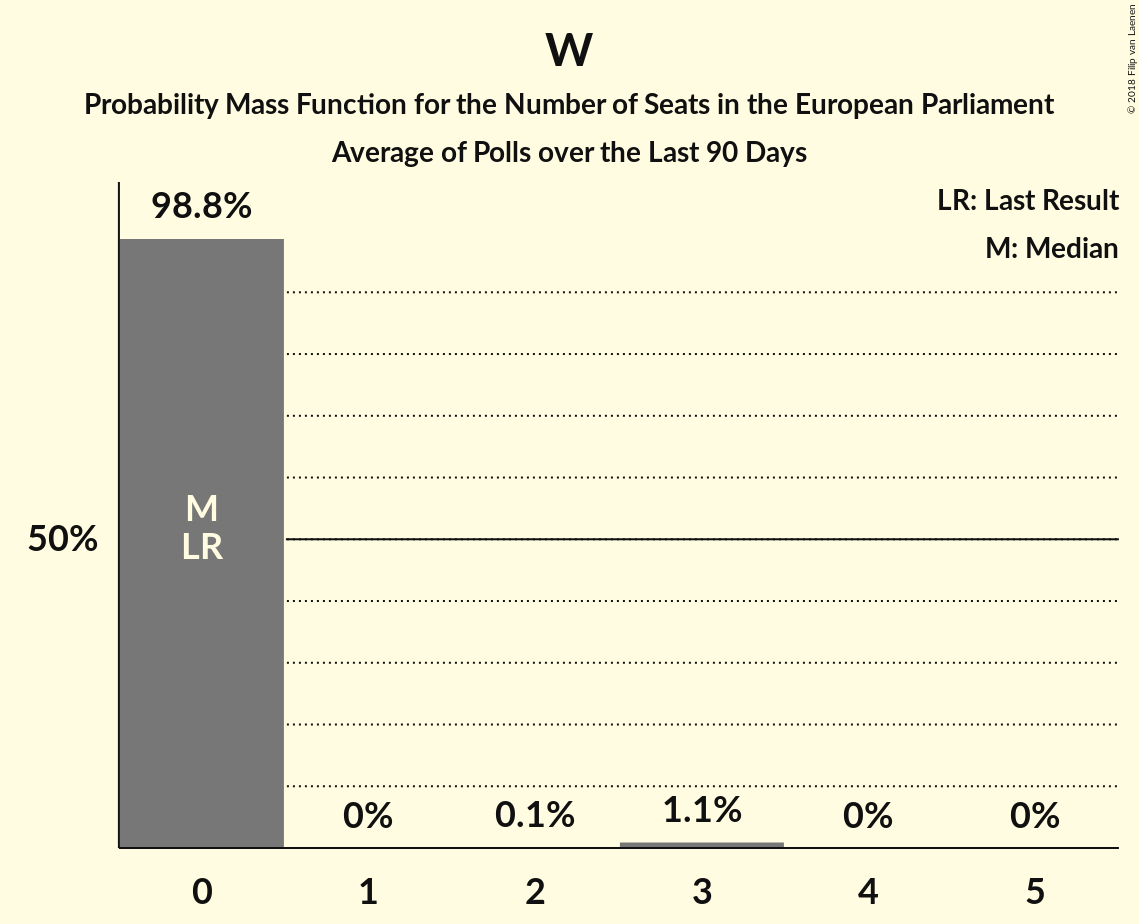 W
Probability Mass Function for the Number of Seats in the European Parliament
Average of Polls over the Last 90 Days
© 2018 Filip van Laenen
LR: Last Result
M: Median
98.8%
M
LR
50%
0%
0.1%
1.1%
0%
0%
0
1
2
3
4
5